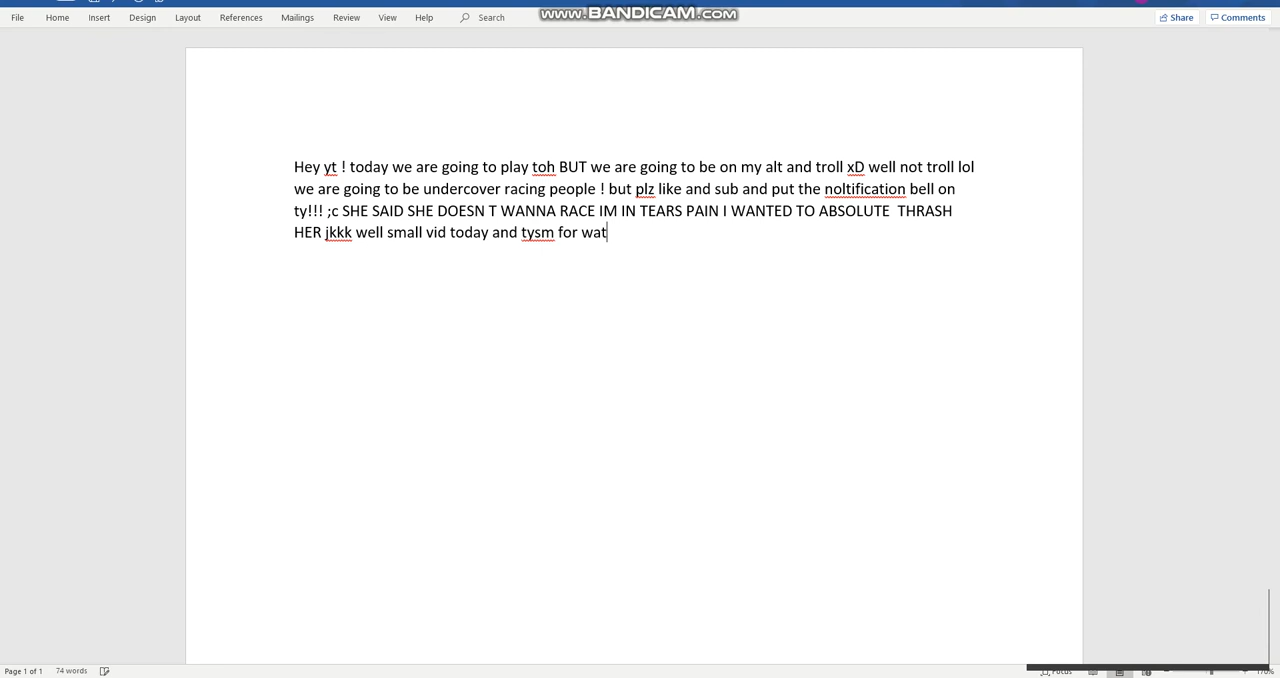 www.BANDICAM.com
File Home Insert Design Layout References Mailings Review View Help Search Share Comments
Hey yt ! today we are going to play toh BUT we are going to be on my alt and troll xD well not troll lol
we are going to be undercover racing people ! but plz like and sub and put the noltification bell on
ty!!! ;c SHE SAID SHE DOESN T WANNA RACE IM IN TEARS PAIN I WANTED TO ABSOLUTE  THRASH
HER jkkk well small vid today and tysm for wat
Page 1 of 1 74 words Focus 170%